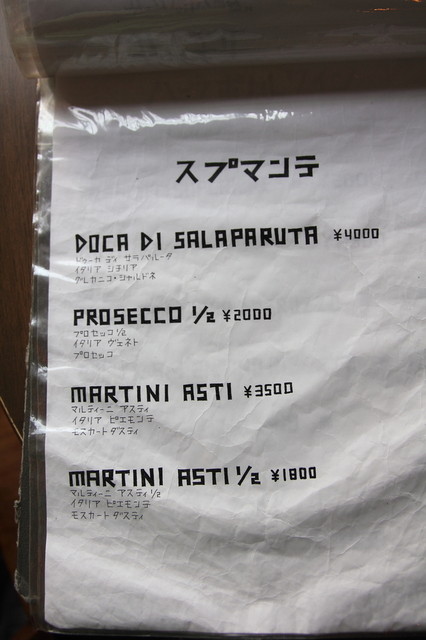 スプマンテ
DOCA DI SALAPARUTA ¥4000
ドゥーカ ディ サラパルータ
イタリア シチリア
グレカニコ・シャルドネ
PROSECCO 1/2 ¥2000
プロセッコ 1/2
イタリア ヴェネト
プロセッコ
MARTINI ASTI ¥3500
マルティーニ アスティ
イタリア ピエモンテ
モスカートダスティ
MARTINI ASTI 1/2 ¥1800
マルティーニ アスティ 1/2
イタリア ピエモンテ
モスカートダスティ